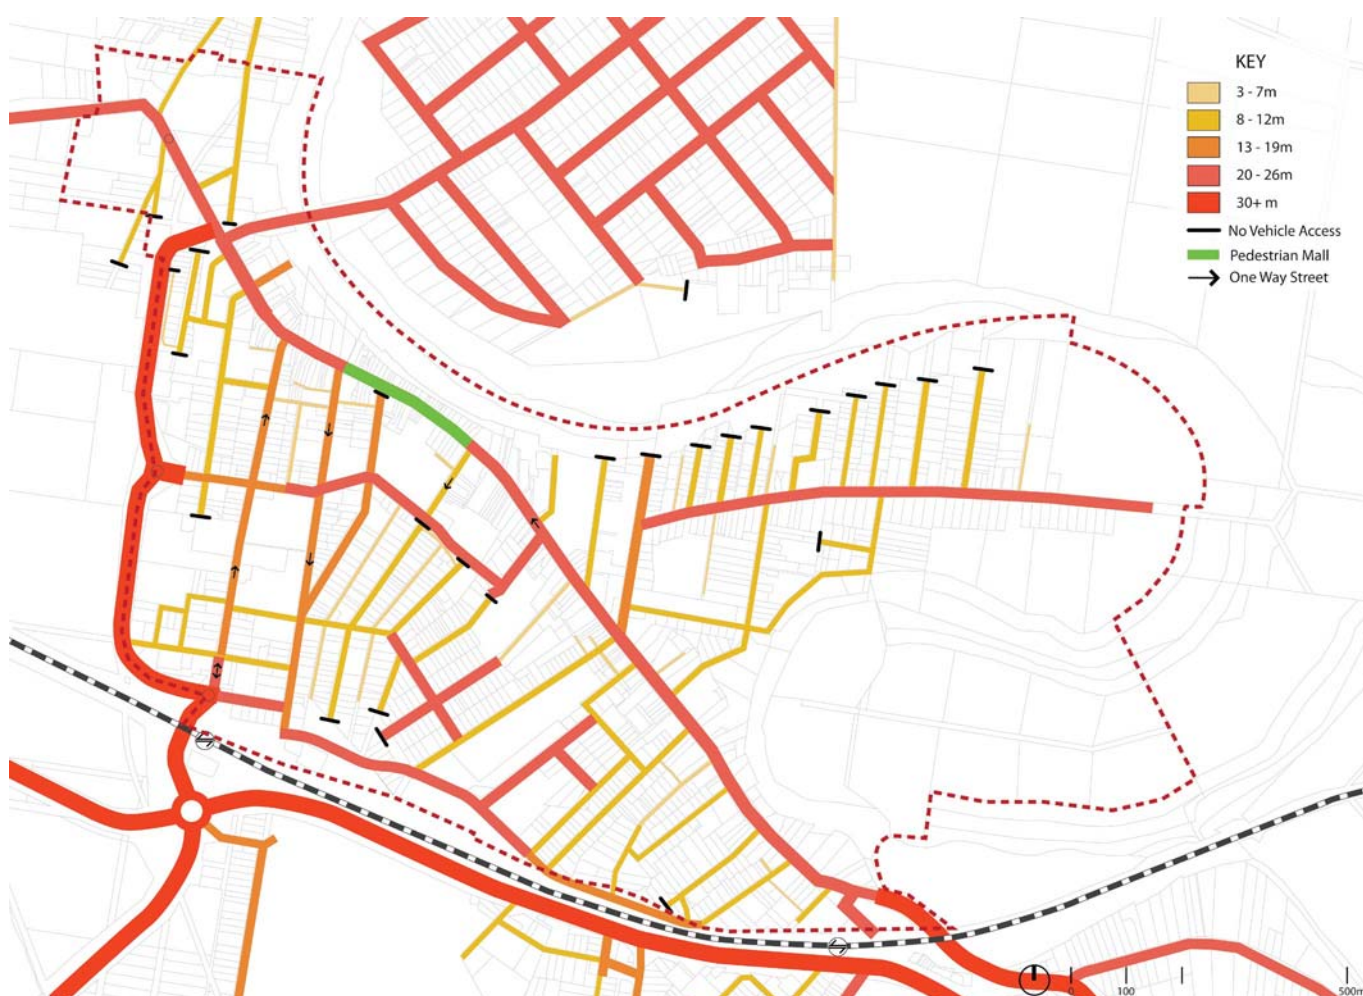 KEY
3 - 7m
8 - 12m
13 - 19m
20 - 26m
30+ m
No Vehicle Access
Pedestrian Mall
One Way Street
0 100 500m